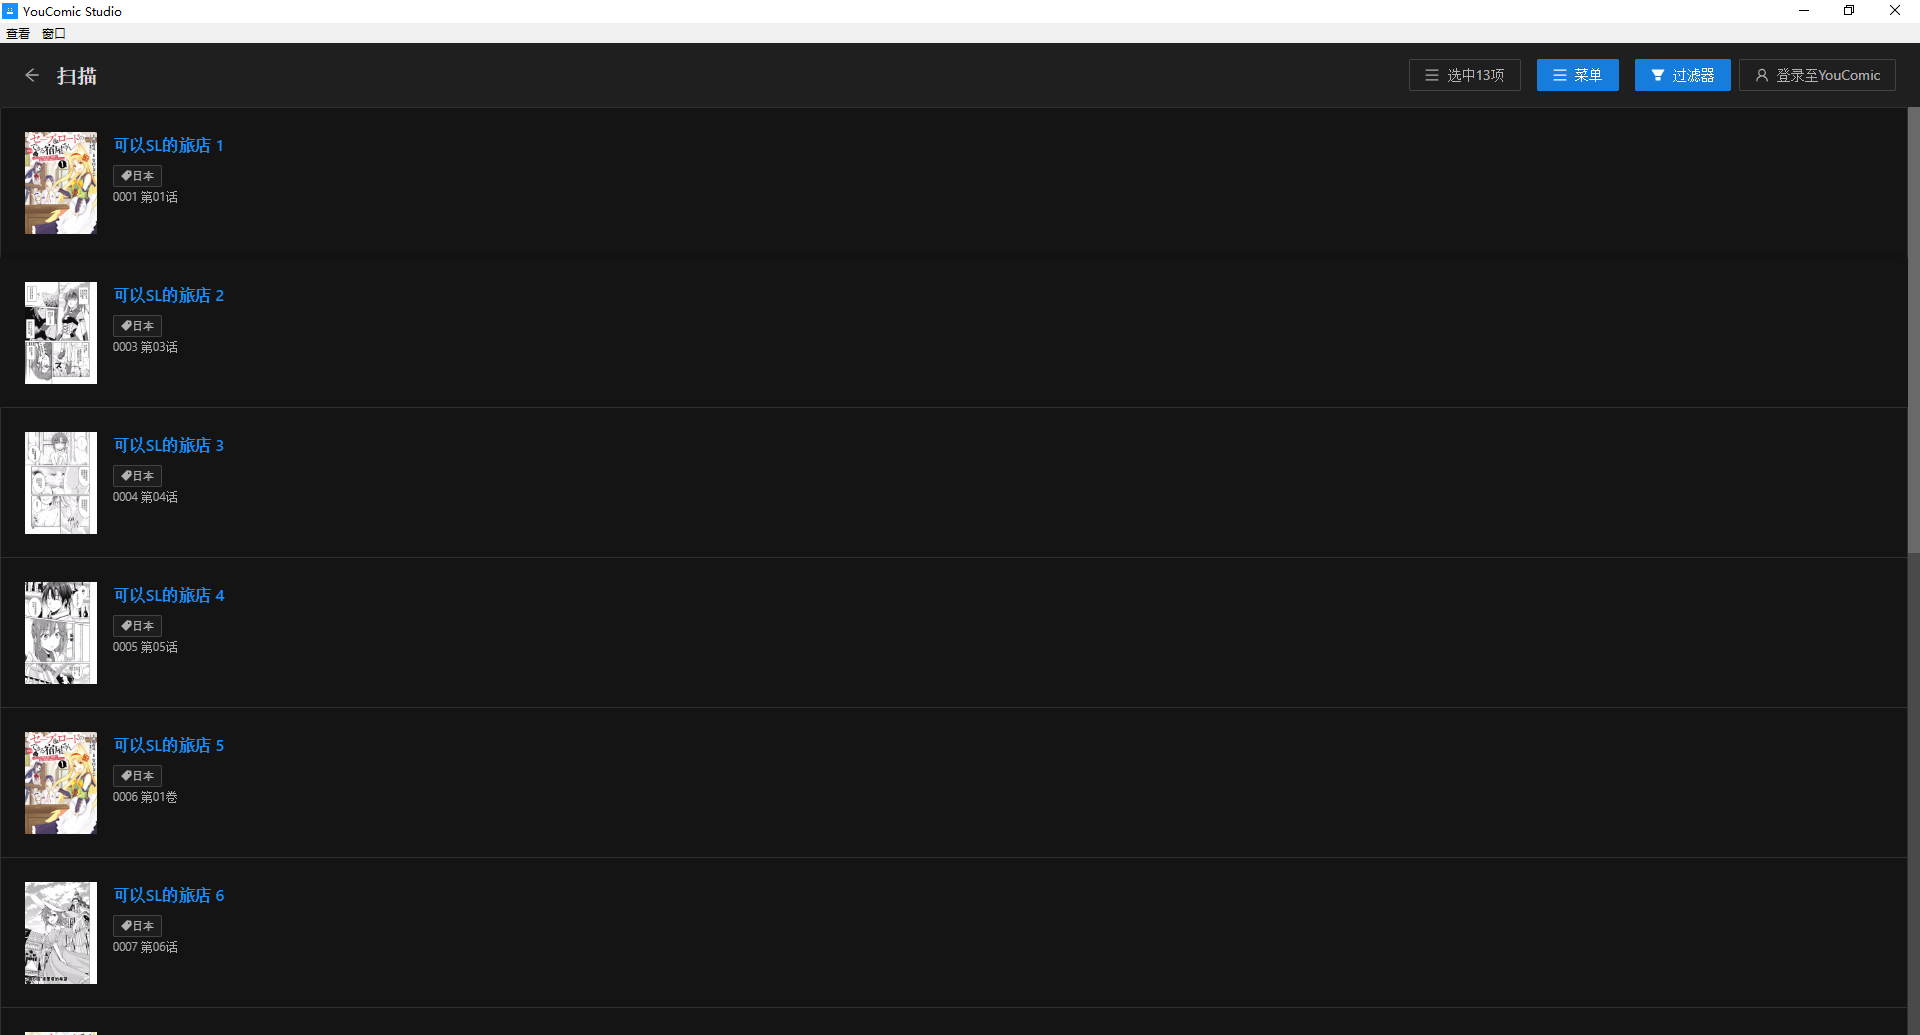 YouComic Studio
查看 窗口
扫描
选中13项
菜单
过滤器
登录至YouComic
可以SL的旅店 1
日本
0001 第01话
可以SL的旅店 2
日本
0003 第03话
可以SL的旅店 3
日本
0004 第04话
可以SL的旅店 4
日本
0005 第05话
可以SL的旅店 5
日本
0006 第01卷
可以SL的旅店 6
日本
0007 第06话